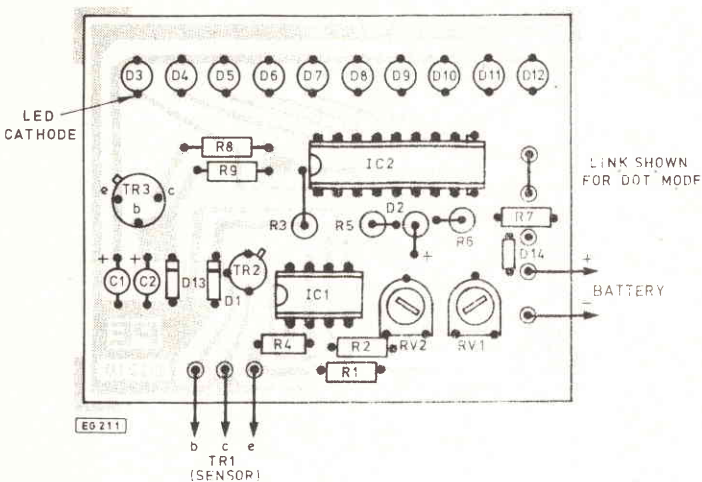 D3 D4 D5 D6 D7 D8 D9 D10 D11 D12
LED
CATHODE
R8
R9
IC2
LINK SHOWN
FOR DOT MODE
e TR3 c
b
R3
R5
D2
+
R6
R7
D14
+
BATTERY
-
+ C1
+ C2
D13
D1
TR2
IC1
RV2
RV1
R4
R2
R1
EG 211
b c e
TR1
(SENSOR)